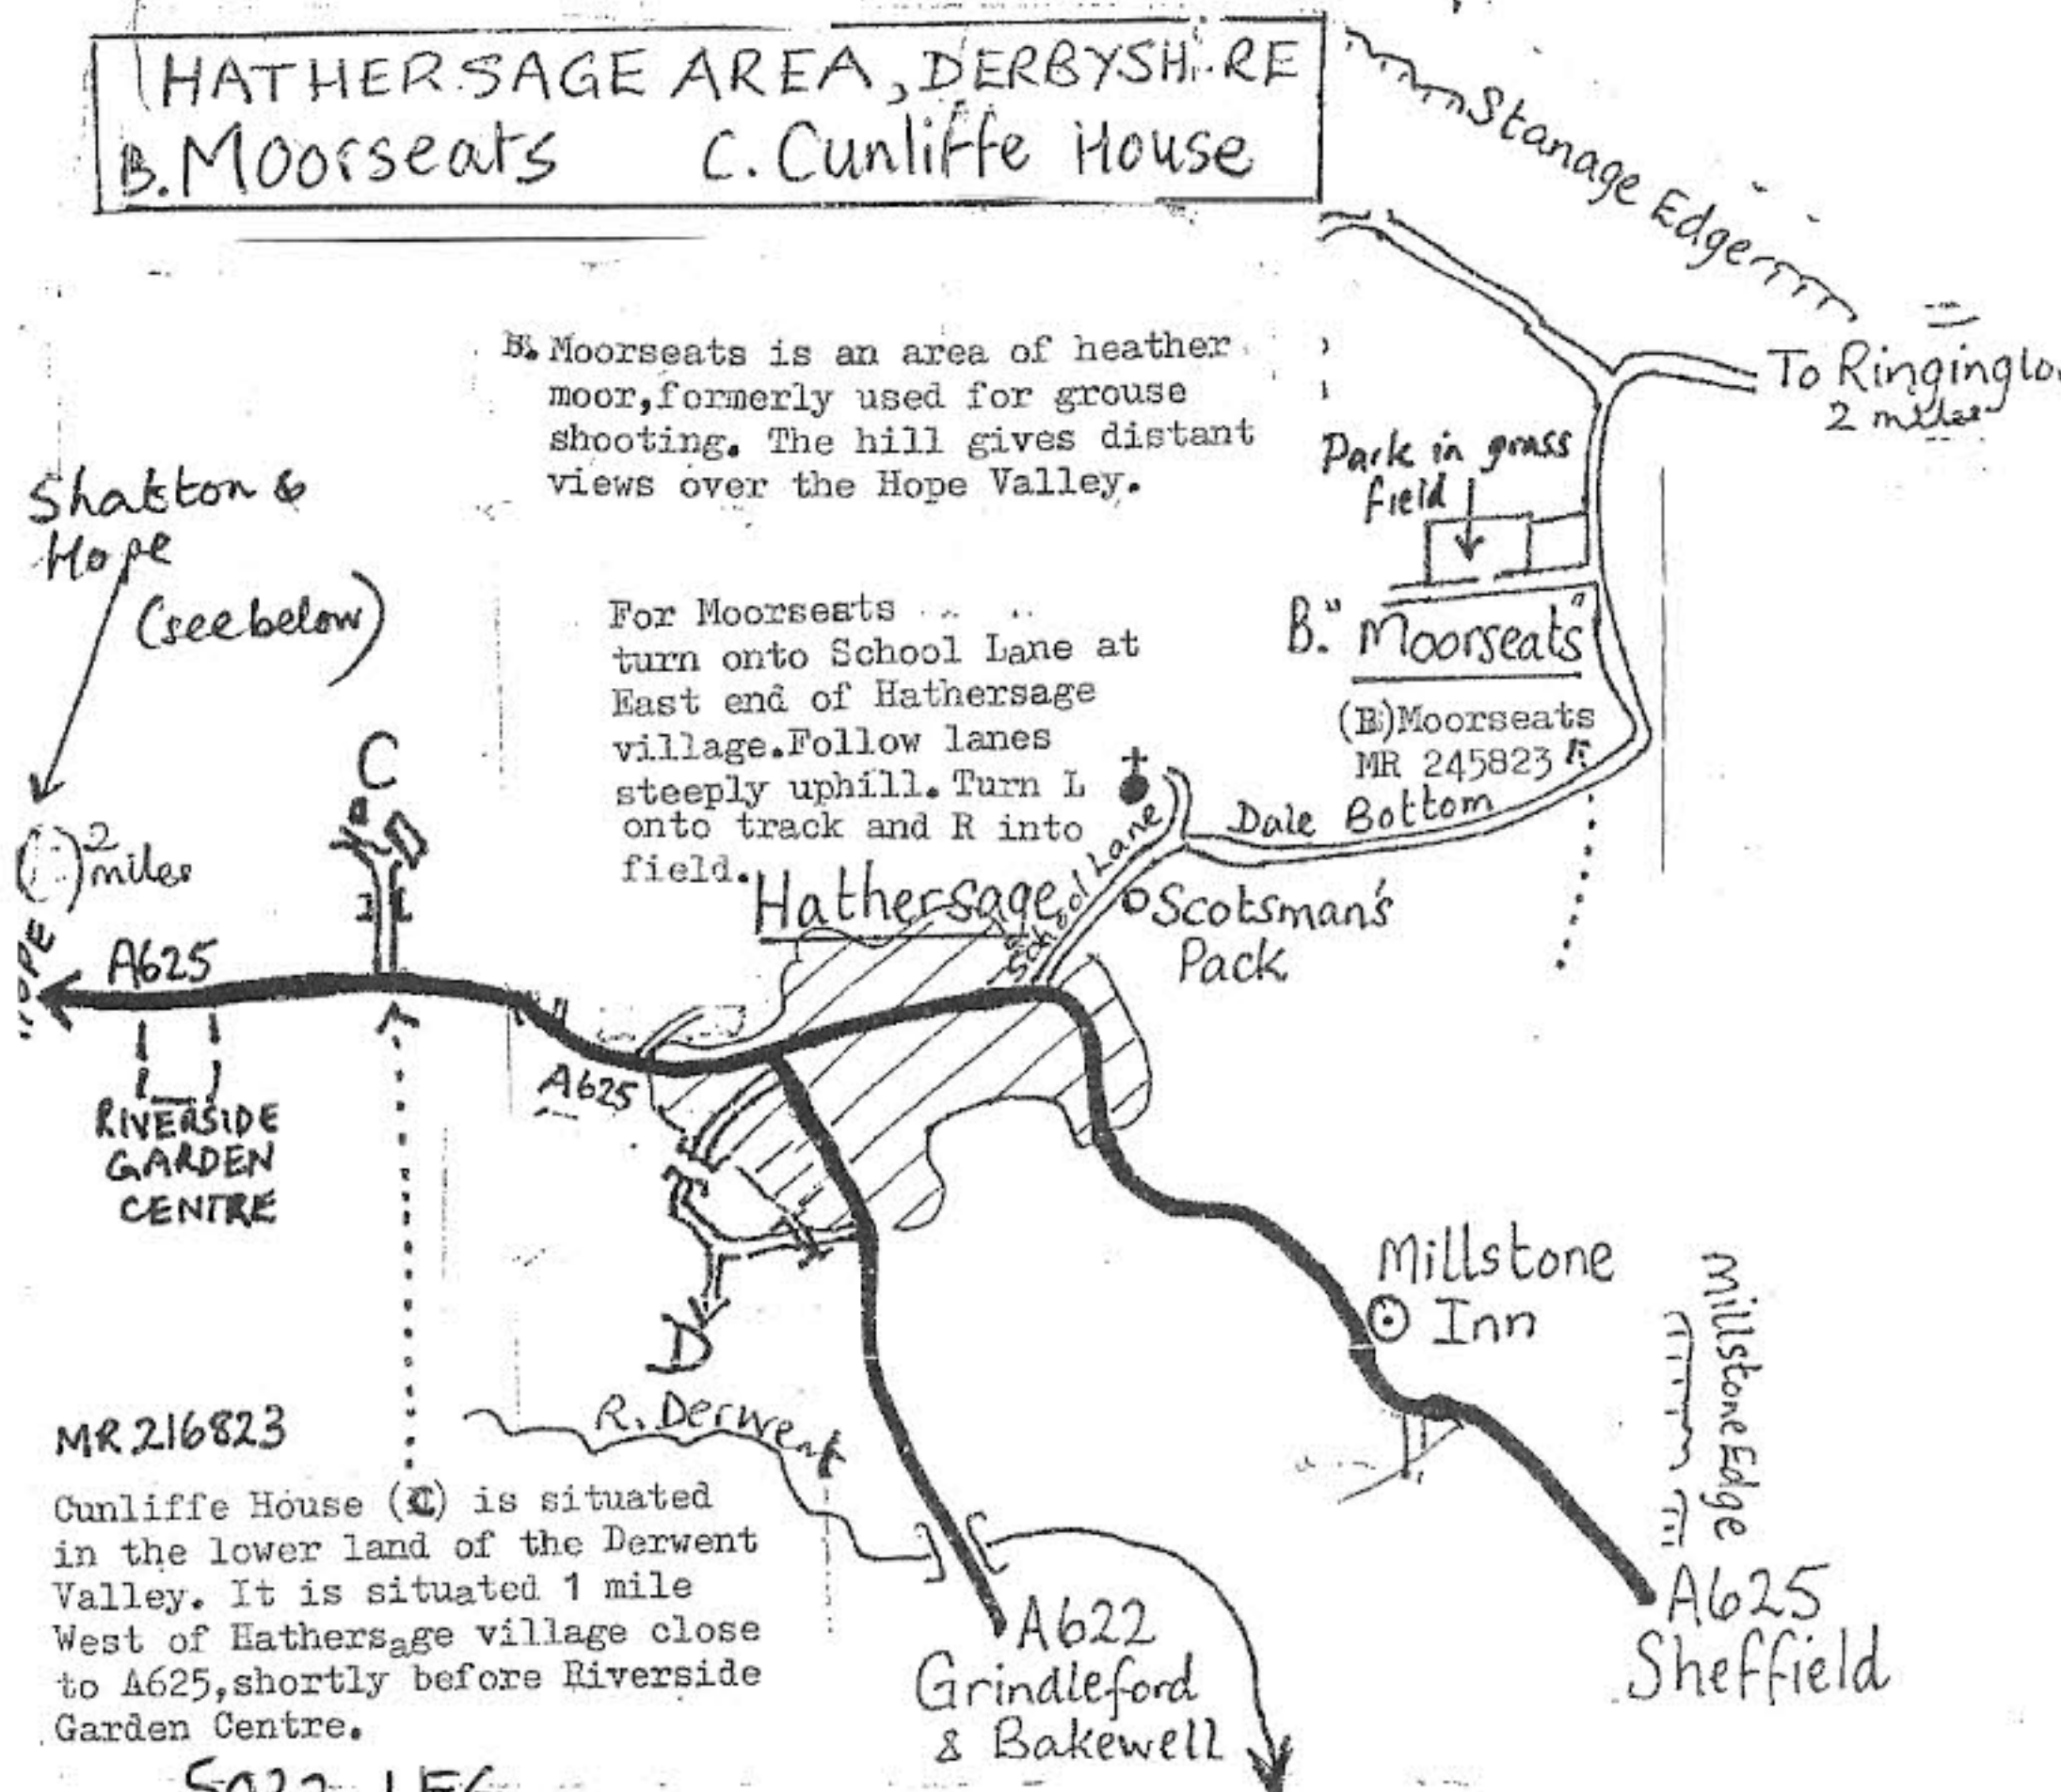 HATHERSAGE AREA, DERBYSHIRE
B. Moorseats C. Cunliffe House
Stanage Edge
B. Moorseats is an area of heather
moor, formerly used for grouse
shooting. The hill gives distant
views over the Hope Valley.
To
2 miles
Park in grass
field
Shatton &
Hope
(see below)
For Moorseats
turn onto School Lane at
East end of Hathersage
village. Follow lanes
steeply uphill. Turn L
onto track and R into
field.
B. "Moorseats"
(B) Moorseats
MR 245823
C
2
miles
Dale Bottom
School Lane
Hathersage
Scotsman's
Pack
HOPE
A625
A625
RIVERSIDE
GARDEN
CENTRE
D
Millstone
Inn
Millstone Edge
R. Derwent
MR 216823
Cunliffe House (C) is situated
in the lower land of the Derwent
Valley. It is situated 1 mile
West of Hathersage village close
to A625, shortly before Riverside
Garden Centre.
A622
Grindleford
& Bakewell
A625
Sheffield